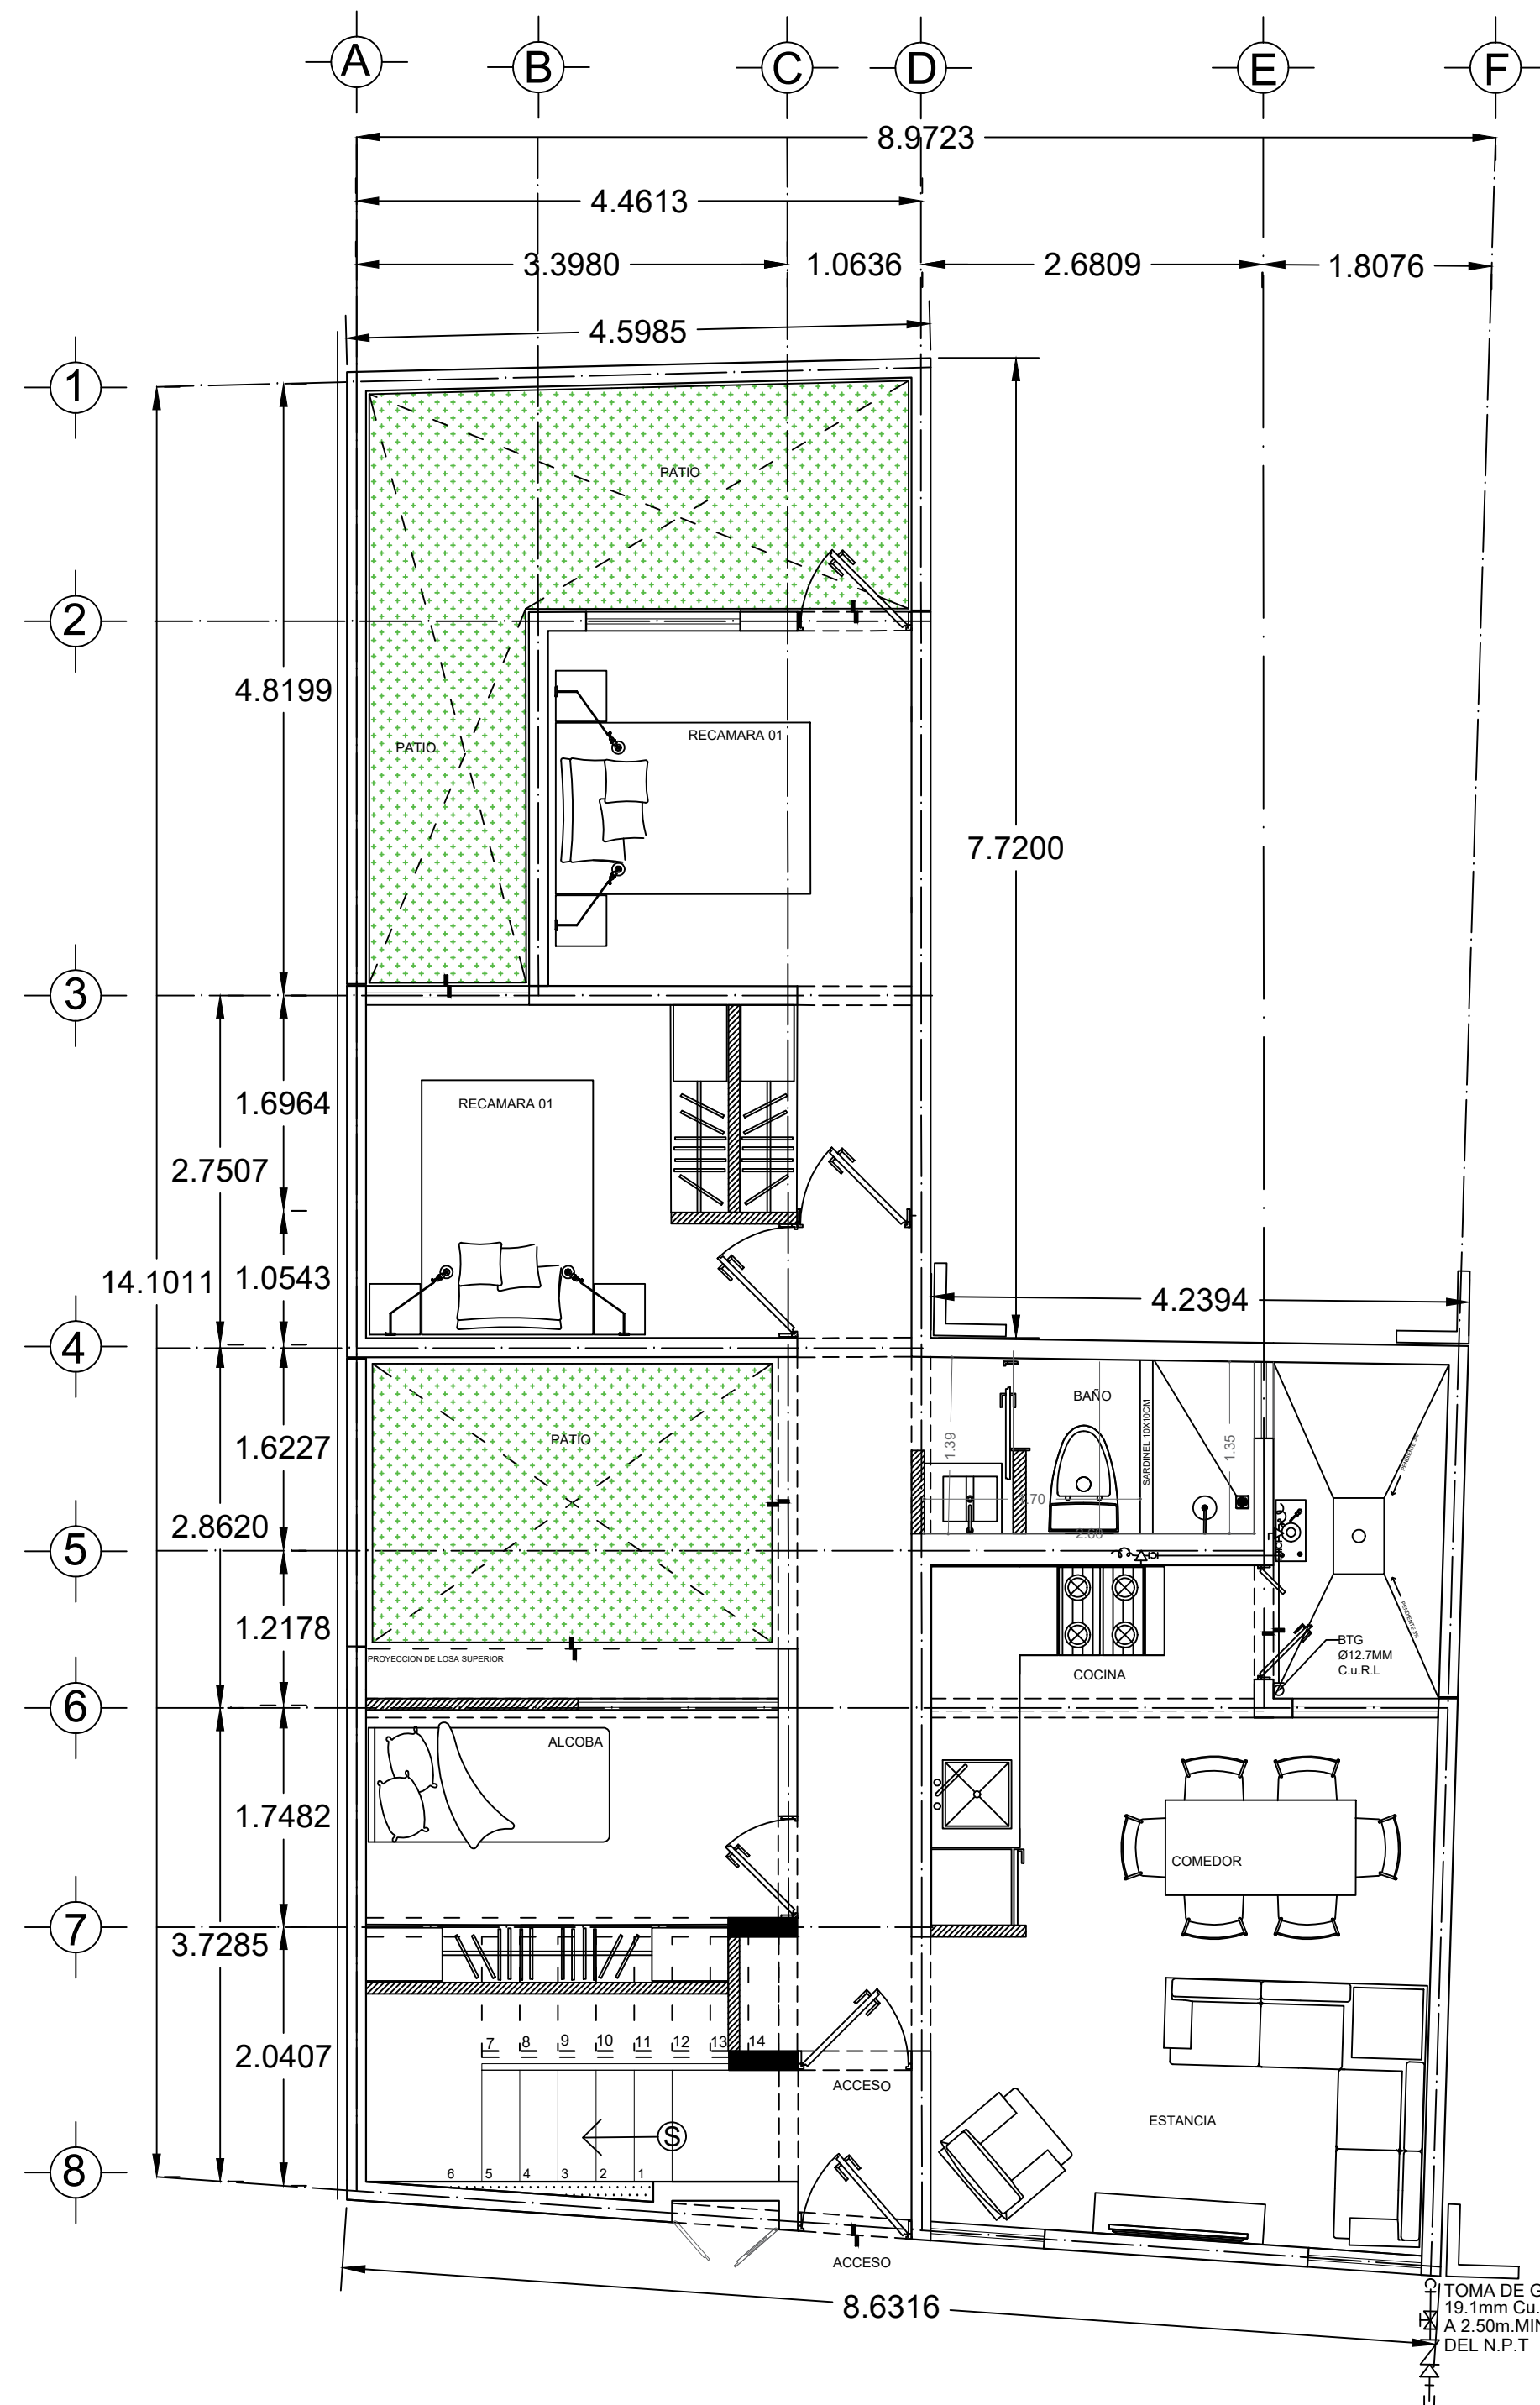 A
B
C
D
E
F
8.9723
4.4613
3.3980
1.0636
2.6809
1.8076
4.5985
1
PATIO
2
4.8199
RECAMARA 01
PATIO
7.7200
3
1.6964
RECAMARA 01
2.7507
14.1011
1.0543
4.2394
4
BAÑO
SARDINEL 10X10CM
1.39
1.35
1.6227
PATIO
.70
2.60
2.8620
5
1.2178
BTG
Ø12.7MM
C.u.R.L
PROYECCION DE LOSA SUPERIOR
COCINA
6
ALCOBA
1.7482
COMEDOR
7
3.7285
2.0407
7
8
9
10
11
12
13
14
ACCESO
ESTANCIA
S
8
6
5
4
3
2
1
ACCESO
8.6316
TOMA DE G
19.1mm Cu.
A 2.50m.MIN
DEL N.P.T